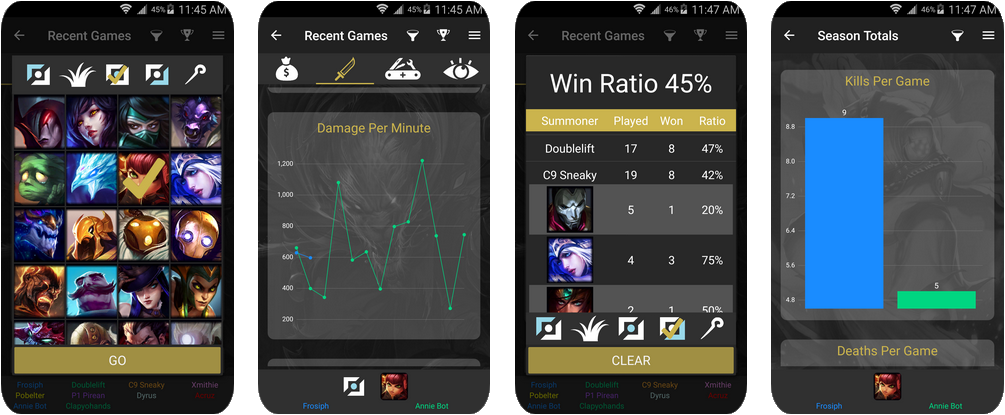 45% 11:45 AM
Recent Games
GO
Frosiph Doublelift C9 Sneaky Xmithie
Pobelter P1 Pirean Dyrus Aarux
Annie Bot Clapyohands
45% 11:45 AM
Recent Games
$
Damage Per Minute
1,200
1,000
800
600
400
200
Frosiph Annie Bot
46% 11:47 AM
Recent Games
Win Ratio 45%
Summoner Played Won Ratio
Doublelift 17 8 47%
C9 Sneaky 19 8 42%
5 1 20%
4 3 75%
2 1 50%
CLEAR
Frosiph Doublelift C9 Sneaky Xmithie
Pobelter P1 Pirean Dyrus
Annie Bot Clapyohands
46% 11:47 AM
Season Totals
Kills Per Game
9
8.8
8.0
7.2
6.4
5.6
5
4.8
Deaths Per Game
Frosiph Annie Bot